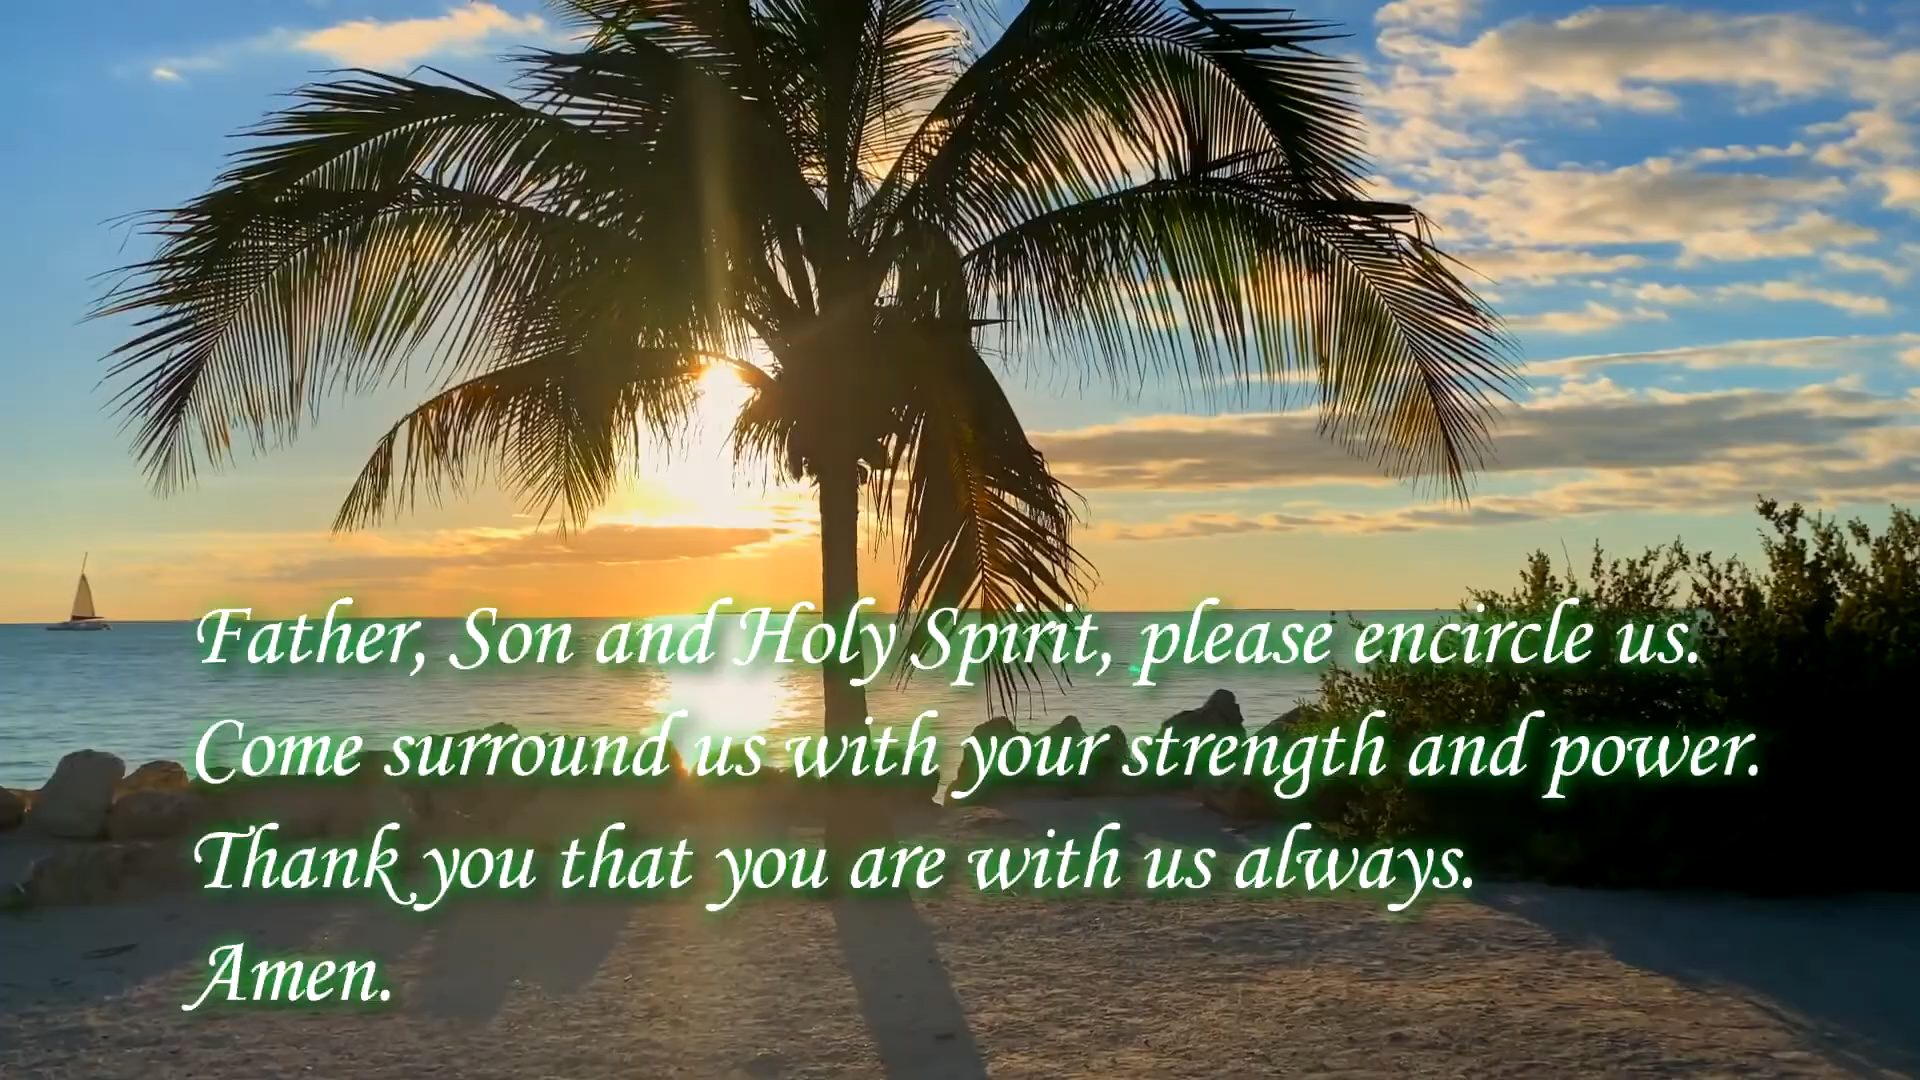 Father, Son and Holy Spirit, please encircle us.
Come surround us with your strength and power.
Thank you that you are with us always.
Amen.